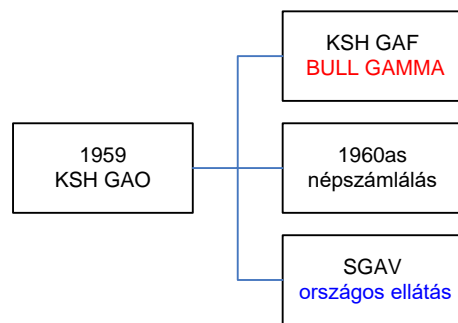 1959
KSH GAO
KSH GAF
BULL GAMMA
1960as
népszámlálás
SGAV
országos ellátás